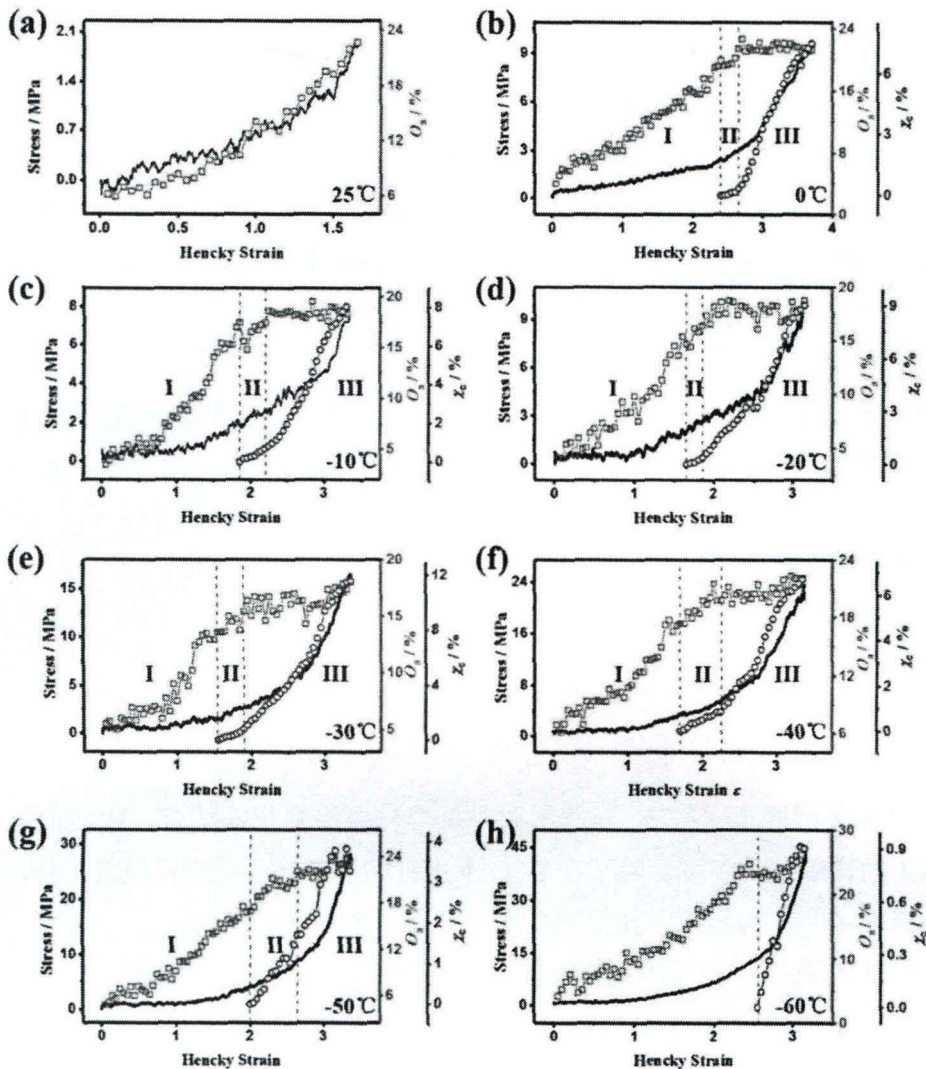 (a)
2.1
1.4
0.7
0.0
Stress / MPa
24
18
12
6
Oₛ / %
25℃
0.0 0.5 1.0 1.5
Hencky Strain
(b)
9
6
3
0
Stress / MPa
I II III
24
16
8
0
Oₛ / %
6
3
0
χc / %
0℃
0 1 2 3 4
Hencky Strain
(c)
8
6
4
2
0
Stress / MPa
I II III
20
15
10
5
Oₛ / %
8
6
4
2
0
χc / %
-10℃
0 1 2 3
Hencky Strain
(d)
9
6
3
0
Stress / MPa
I II III
20
15
10
5
Oₛ / %
9
6
3
0
χc / %
-20℃
0 1 2 3
Hencky Strain
(e)
15
10
5
0
Stress / MPa
I II III
20
15
10
5
Oₛ / %
12
8
4
0
χc / %
-30℃
0 1 2 3
Hencky Strain
(f)
24
16
8
0
Stress / MPa
I II III
24
18
12
6
Oₛ / %
6
4
2
0
χc / %
-40℃
0 1 2 3
Hencky Strain ε
(g)
30
20
10
0
Stress / MPa
I II III
24
18
12
6
Oₛ / %
4
3
2
1
0
χc / %
-50℃
0 1 2 3
Hencky Strain
(h)
45
30
15
0
Stress / MPa
30
20
10
0
Oₛ / %
0.9
0.6
0.3
0.0
χc / %
-60℃
0 1 2 3
Hencky Strain